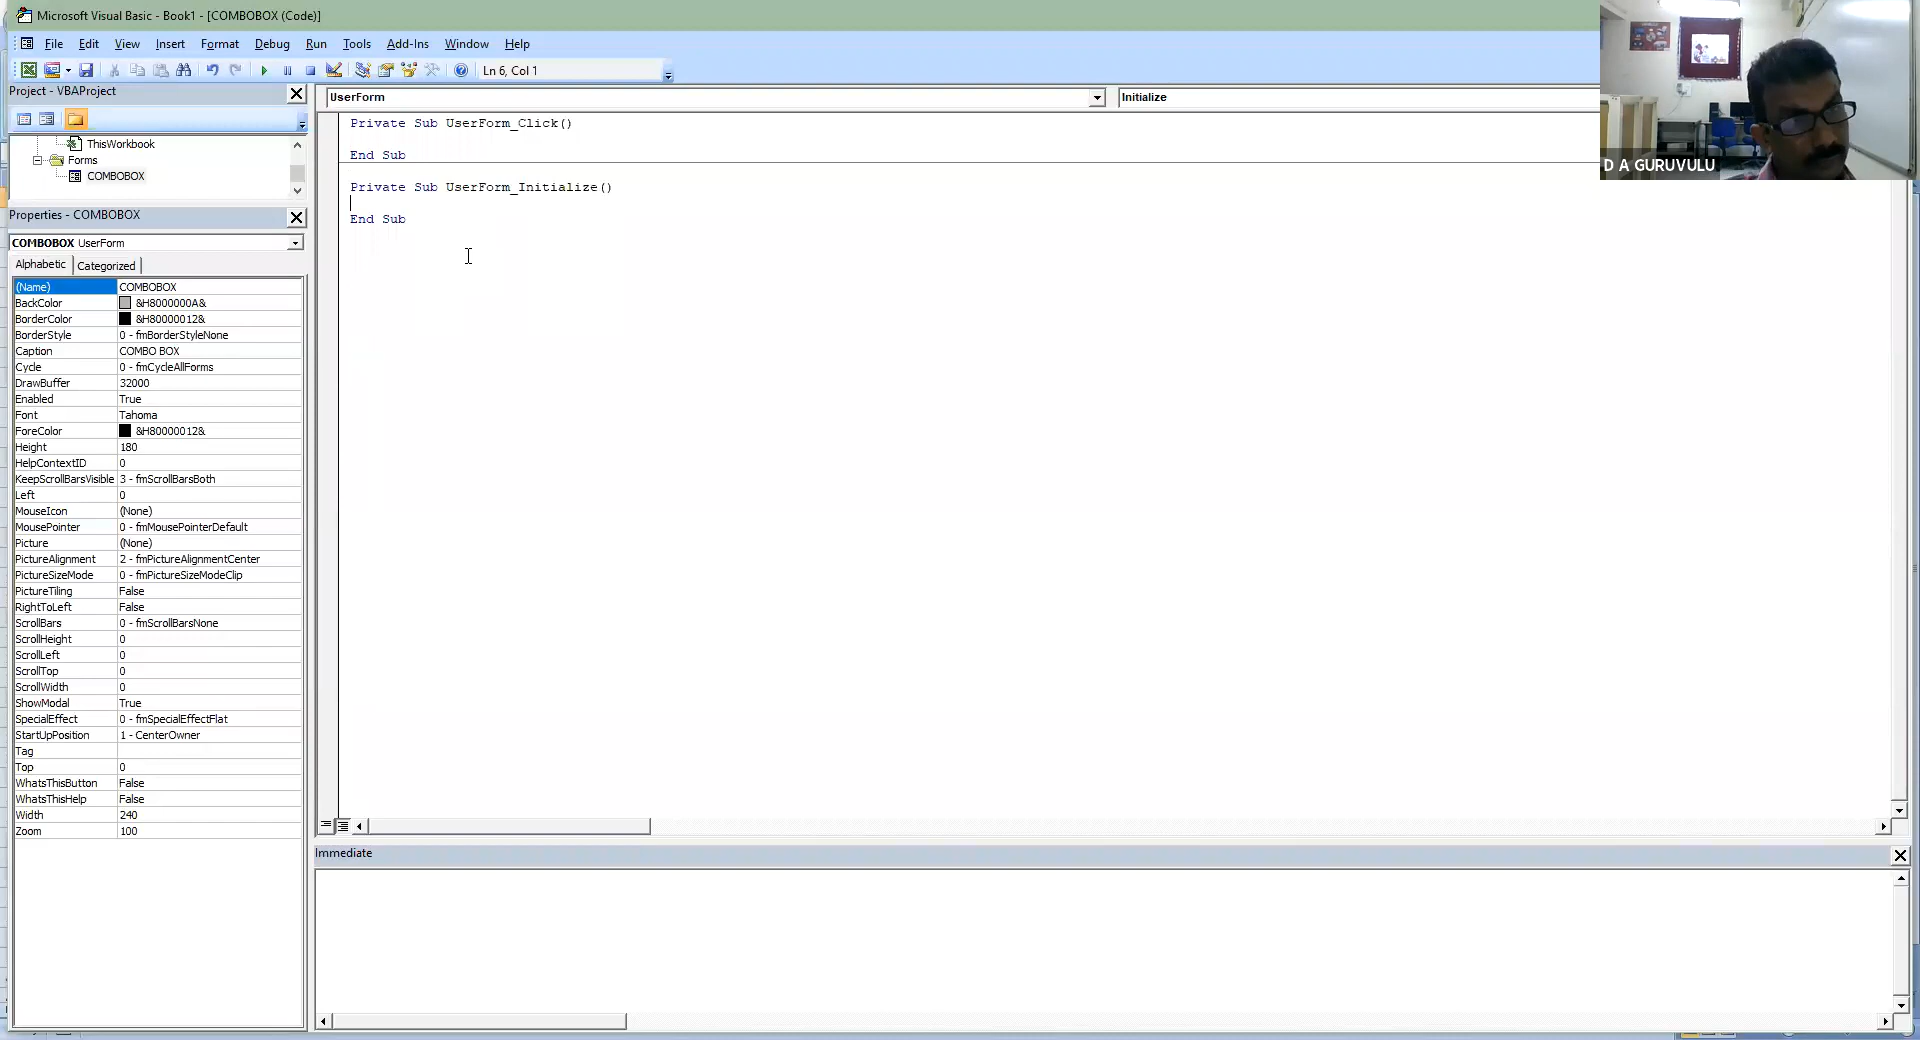 Microsoft Visual Basic - Book1 - [COMBOBOX (Code)]
File Edit View Insert Format Debug Run Tools Add-Ins Window Help
Ln 6, Col 1
Project - VBAProject
ThisWorkbook
Forms
COMBOBOX
Properties - COMBOBOX
COMBOBOX UserForm
Alphabetic Categorized
(Name) COMBOBOX
BackColor &H8000000A&
BorderColor &H80000012&
BorderStyle 0 - fmBorderStyleNone
Caption COMBO BOX
Cycle 0 - fmCycleAllForms
DrawBuffer 32000
Enabled True
Font Tahoma
ForeColor &H80000012&
Height 180
HelpContextID 0
KeepScrollBarsVisible 3 - fmScrollBarsBoth
Left 0
MouseIcon (None)
MousePointer 0 - fmMousePointerDefault
Picture (None)
PictureAlignment 2 - fmPictureAlignmentCenter
PictureSizeMode 0 - fmPictureSizeModeClip
PictureTiling False
RightToLeft False
ScrollBars 0 - fmScrollBarsNone
ScrollHeight 0
ScrollLeft 0
ScrollTop 0
ScrollWidth 0
ShowModal True
SpecialEffect 0 - fmSpecialEffectFlat
StartUpPosition 1 - CenterOwner
Tag
Top 0
WhatsThisButton False
WhatsThisHelp False
Width 240
Zoom 100
UserForm Initialize
Private Sub UserForm_Click()
End Sub
Private Sub UserForm_Initialize()
End Sub
Immediate
D A GURUVULU